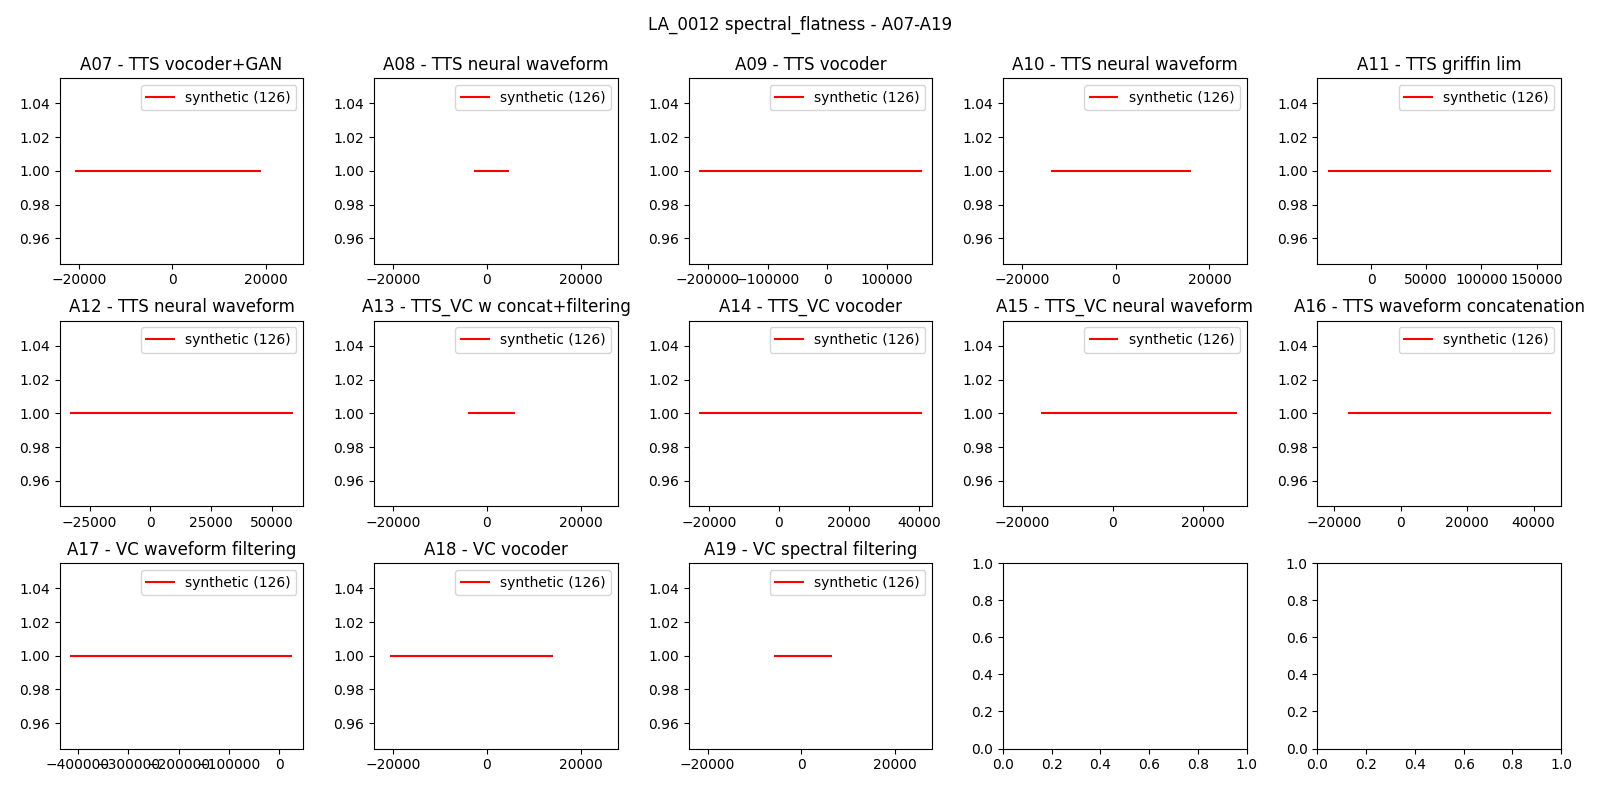 LA_0012 spectral_flatness - A07-A19
A07 - TTS vocoder+GAN
A08 - TTS neural waveform
A09 - TTS vocoder
A10 - TTS neural waveform
A11 - TTS griffin lim
synthetic (126)
synthetic (126)
synthetic (126)
synthetic (126)
synthetic (126)
1.04 1.02 1.00 0.98 0.96
1.04 1.02 1.00 0.98 0.96
1.04 1.02 1.00 0.98 0.96
1.04 1.02 1.00 0.98 0.96
1.04 1.02 1.00 0.98 0.96
−20000 0 20000
−20000 0 20000
−200000 −100000 0 100000
−20000 0 20000
0 50000 100000 150000
A12 - TTS neural waveform
A13 - TTS_VC w concat+filtering
A14 - TTS_VC vocoder
A15 - TTS_VC neural waveform
A16 - TTS waveform concatenation
synthetic (126)
synthetic (126)
synthetic (126)
synthetic (126)
synthetic (126)
1.04 1.02 1.00 0.98 0.96
1.04 1.02 1.00 0.98 0.96
1.04 1.02 1.00 0.98 0.96
1.04 1.02 1.00 0.98 0.96
1.04 1.02 1.00 0.98 0.96
−25000 0 25000 50000
−20000 0 20000
−20000 0 20000 40000
−20000 0 20000
−20000 0 20000 40000
A17 - VC waveform filtering
A18 - VC vocoder
A19 - VC spectral filtering
synthetic (126)
synthetic (126)
synthetic (126)
1.04 1.02 1.00 0.98 0.96
1.04 1.02 1.00 0.98 0.96
1.04 1.02 1.00 0.98 0.96
1.0 0.8 0.6 0.4 0.2 0.0
1.0 0.8 0.6 0.4 0.2 0.0
−400000 −300000 −200000 −100000 0
−20000 0 20000
−20000 0 20000
0.0 0.2 0.4 0.6 0.8 1.0
0.0 0.2 0.4 0.6 0.8 1.0